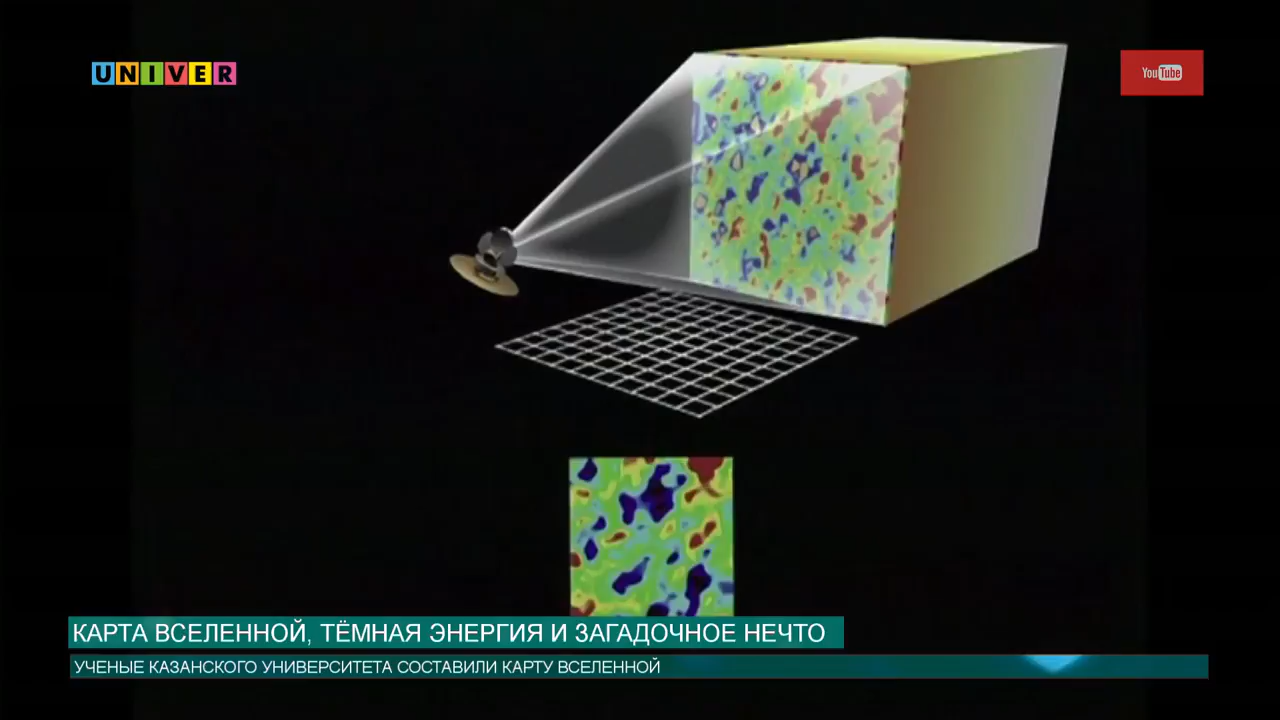 UNIVER
YouTube
КАРТА ВСЕЛЕННОЙ, ТЁМНАЯ ЭНЕРГИЯ И ЗАГАДОЧНОЕ НЕЧТО
УЧЕНЫЕ КАЗАНСКОГО УНИВЕРСИТЕТА СОСТАВИЛИ КАРТУ ВСЕЛЕННОЙ